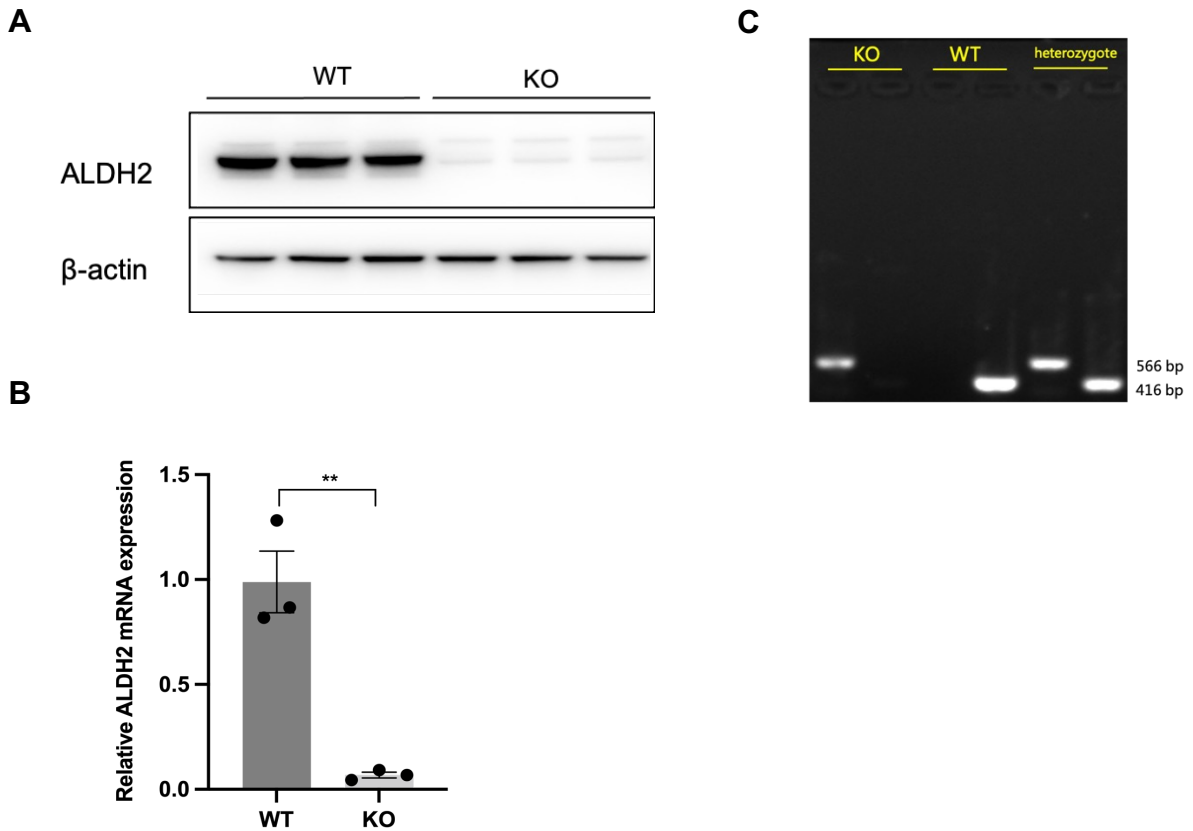 A
WT KO
ALDH2
β-actin
B
Relative ALDH2 mRNA expression
1.5
1.0
0.5
0.0
**
WT KO
C
KO WT heterozygote
566 bp
416 bp